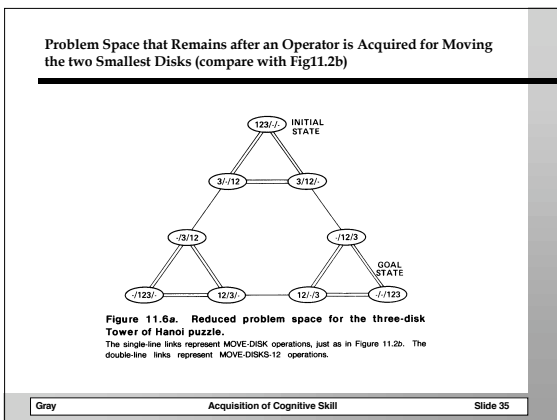 Problem Space that Remains after an Operator is Acquired for Moving
the two Smallest Disks (compare with Fig11.2b)
123/-/- INITIAL
STATE
3/-/12 3/12/-
-/3/12 -/12/3
GOAL
STATE
-/123/- 12/3/- 12/-/3 -/-/123
Figure 11.6a. Reduced problem space for the three-disk
Tower of Hanoi puzzle.
The single-line links represent MOVE-DISK operations, just as in Figure 11.2b. The
double-line links represent MOVE-DISKS-12 operations.
Gray Acquisition of Cognitive Skill Slide 35